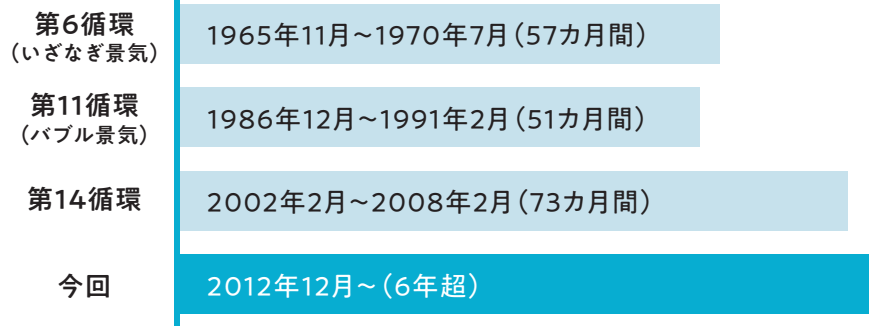 第6循環
（いざなぎ景気）
1965年11月~1970年7月（57カ月間）
第11循環
（バブル景気）
1986年12月~1991年2月（51カ月間）
第14循環
2002年2月~2008年2月（73カ月間）
今回
2012年12月~（6年超）